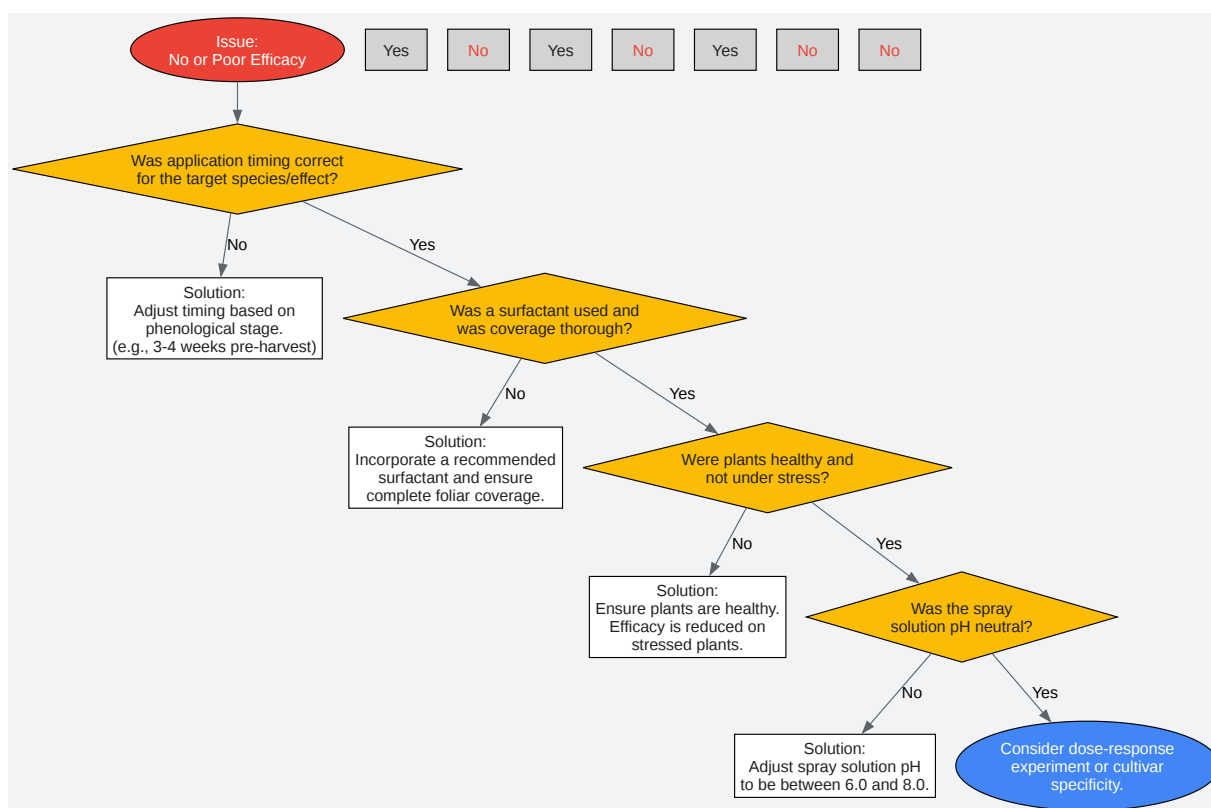 Issue:
No or Poor Efficacy
Yes
No
Yes
No
Yes
No
No
Was application timing correct
for the target species/effect?
No
Yes
Solution:
Adjust timing based on
phenological stage.
(e.g., 3-4 weeks pre-harvest)
Was a surfactant used and
was coverage thorough?
No
Yes
Solution:
Incorporate a recommended
surfactant and ensure
complete foliar coverage.
Were plants healthy and
not under stress?
No
Yes
Solution:
Ensure plants are healthy.
Efficacy is reduced on
stressed plants.
Was the spray
solution pH neutral?
No
Yes
Solution:
Adjust spray solution pH
to be between 6.0 and 8.0.
Consider dose-response
experiment or cultivar
specificity.